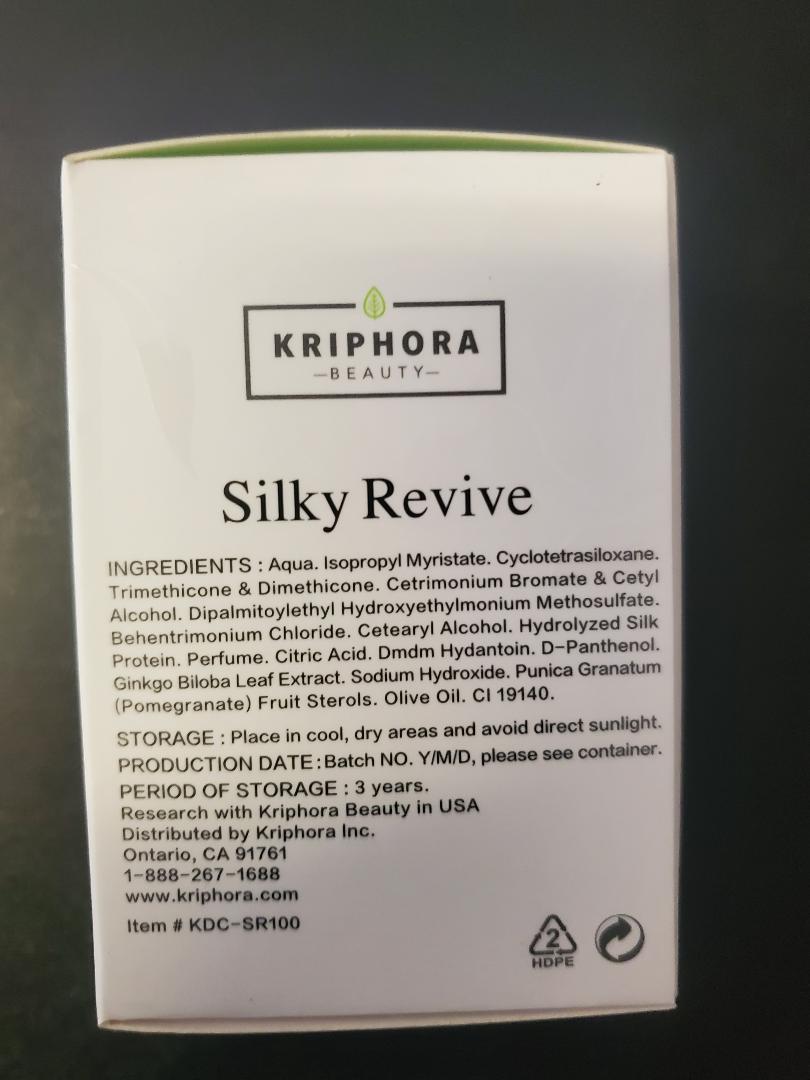 KRIPHORA
—BEAUTY—
Silky Revive
INGREDIENTS : Aqua. Isopropyl Myristate. Cyclotetrasiloxane.
Trimethicone & Dimethicone. Cetrimonium Bromate & Cetyl
Alcohol. Dipalmitoylethyl Hydroxyethylmonium Methosulfate.
Behentrimonium Chloride. Cetearyl Alcohol. Hydrolyzed Silk
Protein. Perfume. Citric Acid. Dmdm Hydantoin. D-Panthenol.
Ginkgo Biloba Leaf Extract. Sodium Hydroxide. Punica Granatum
(Pomegranate) Fruit Sterols. Olive Oil. CI 19140.
STORAGE : Place in cool, dry areas and avoid direct sunlight.
PRODUCTION DATE : Batch NO. Y/M/D, please see container.
PERIOD OF STORAGE : 3 years.
Research with Kriphora Beauty in USA
Distributed by Kriphora Inc.
Ontario, CA 91761
1-888-267-1688
www.kriphora.com
Item # KDC-SR100
2
HDPE